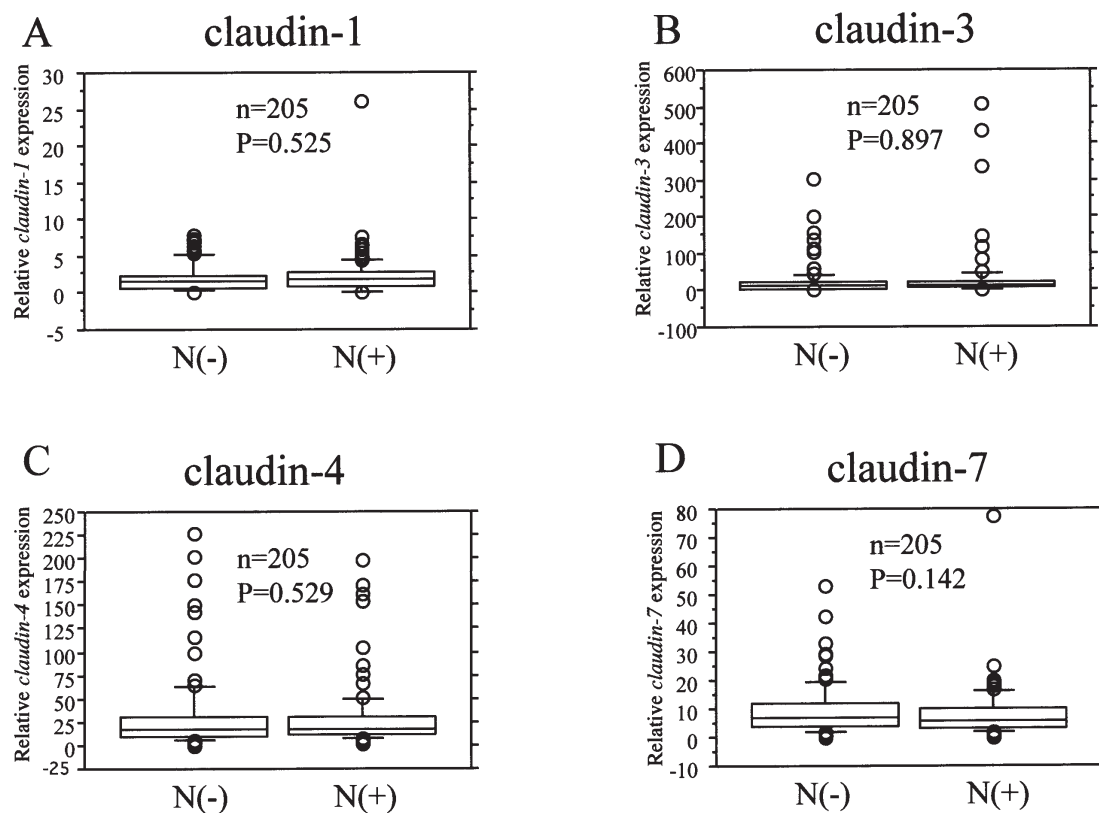 A
claudin-1
Relative claudin-1 expression
30
25
20
15
10
5
0
-5
n=205
P=0.525
N(-) N(+)
B
claudin-3
Relative claudin-3 expression
600
500
400
300
200
100
0
-100
n=205
P=0.897
N(-) N(+)
C
claudin-4
Relative claudin-4 expression
250
225
200
175
150
125
100
75
50
25
0
-25
n=205
P=0.529
N(-) N(+)
D
claudin-7
Relative claudin-7 expression
80
70
60
50
40
30
20
10
0
-10
n=205
P=0.142
N(-) N(+)